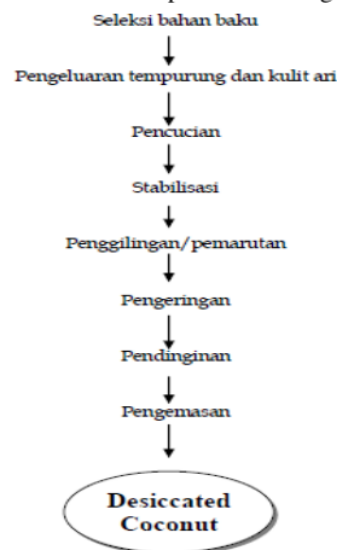 Seleksi bahan baku
Pengeluaran tempurung dan kulit ari
Pencucian
Stabilisasi
Penggilingan/pemarutan
Pengeringan
Pendinginan
Pengemasan
Desiccated
Coconut